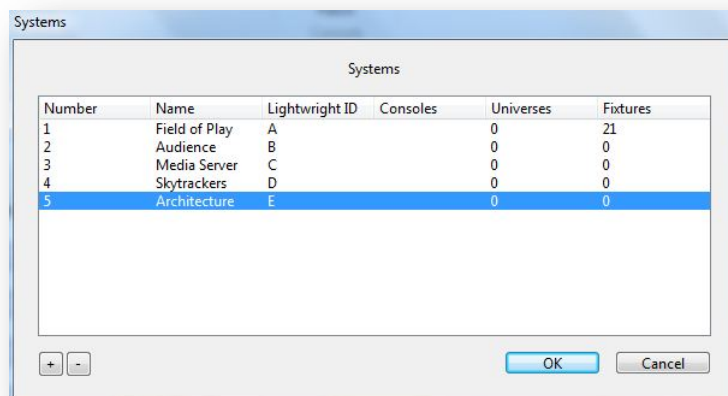 Systems
Systems
Number Name Lightwright ID Consoles Universes Fixtures
1 Field of Play A 0 21
2 Audience B 0 0
3 Media Server C 0 0
4 Skytrackers D 0 0
5 Architecture E 0 0
+ - OK Cancel